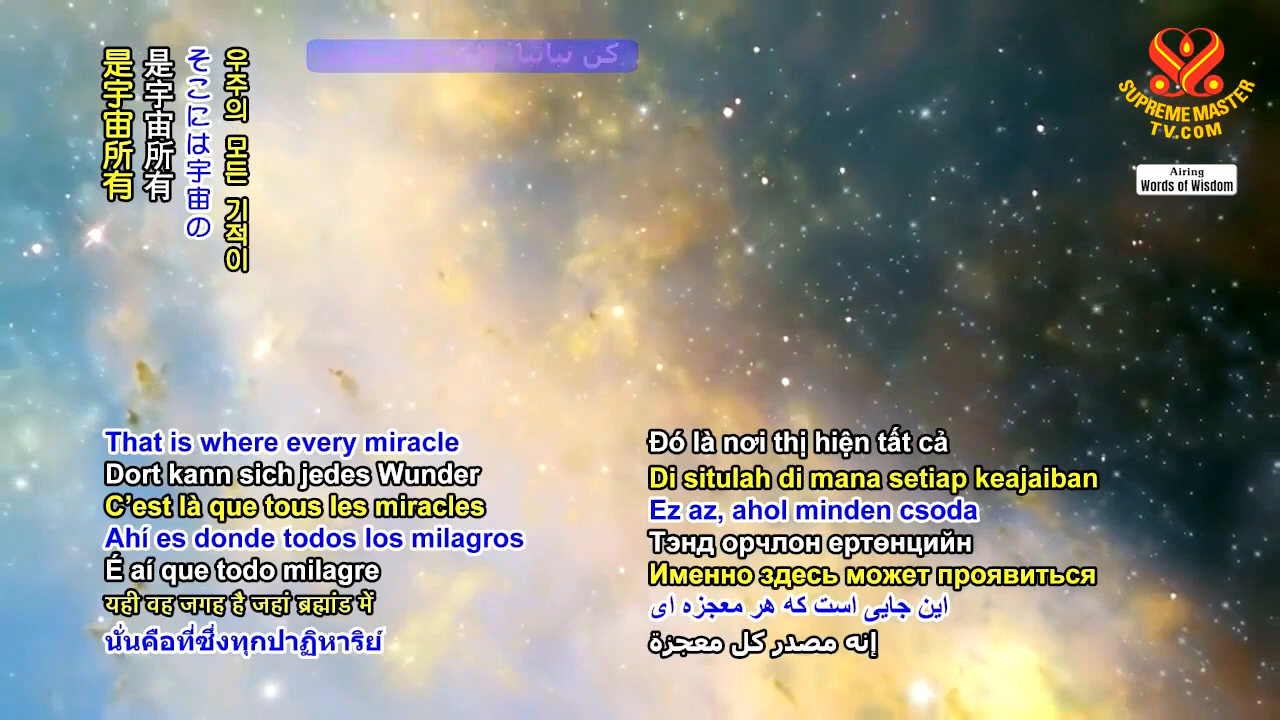 是宇宙所有
是宇宙所有
そこには宇宙の
우주의 모든 기적이
SUPREME MASTER
TV.COM
Airing
Words of Wisdom
That is where every miracle
Dort kann sich jedes Wunder
C’est là que tous les miracles
Ahí es donde todos los milagros
É aí que todo milagre
यही वह जगह है जहां ब्रह्मांड में
นั่นคือที่ซึ่งทุกปาฏิหาริย์
Đó là nơi thị hiện tất cả
Di situlah di mana setiap keajaiban
Ez az, ahol minden csoda
Тэнд орчлон ертөнцийн
Именно здесь может проявиться
این جایی است که هر معجزه ای
إنه مصدر كل معجزة